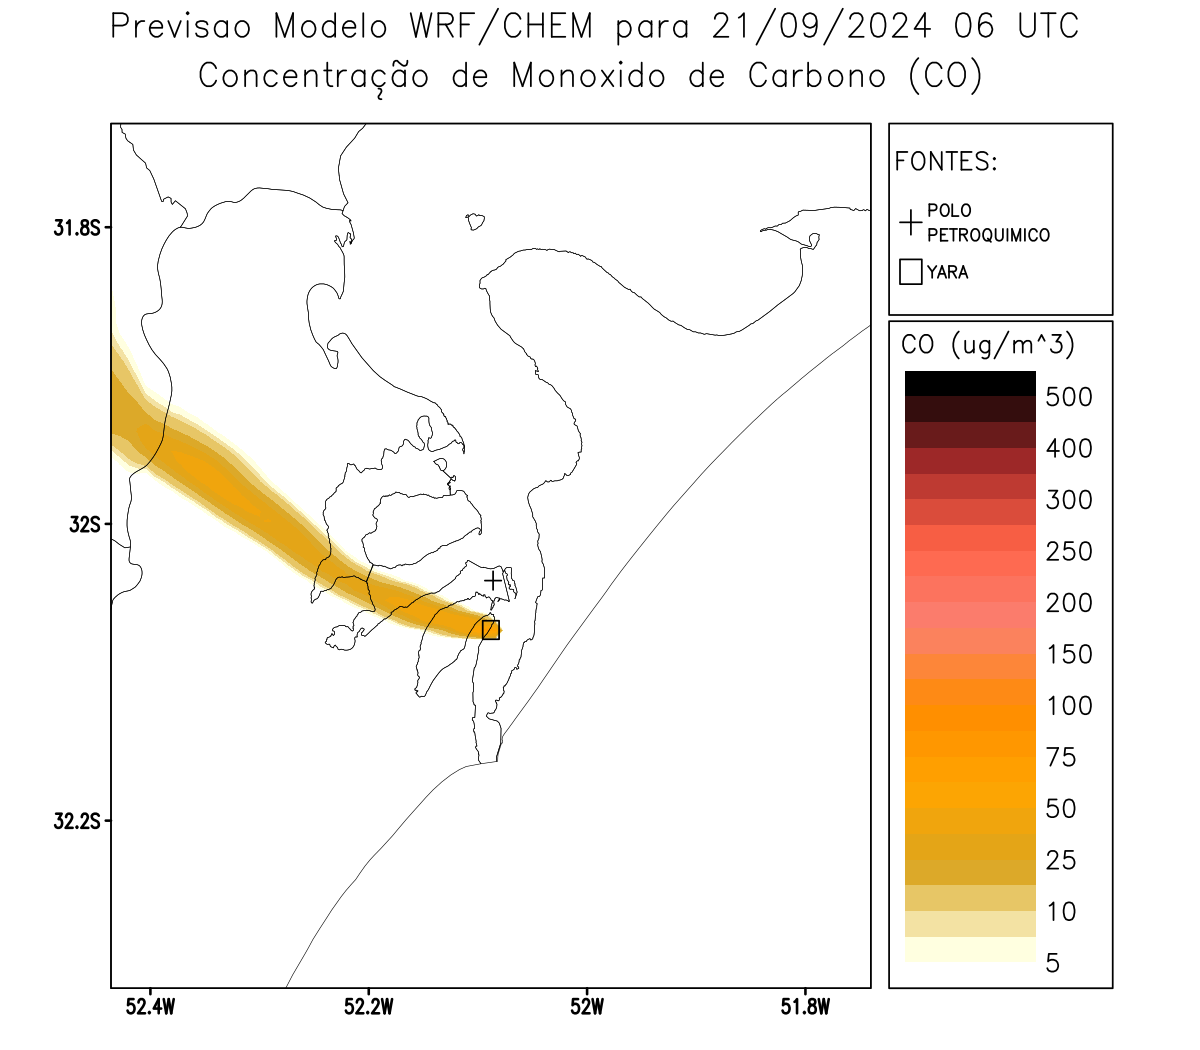 Previsao Modelo WRF/CHEM para 21/09/2024 06 UTC
Concentração de Monoxido de Carbono (CO)
FONTES:
POLO
PETROQUIMICO
YARA
31.8S
32S
32.2S
52.4W
52.2W
52W
51.8W
CO (ug/m^3)
500
400
300
250
200
150
100
75
50
25
10
5